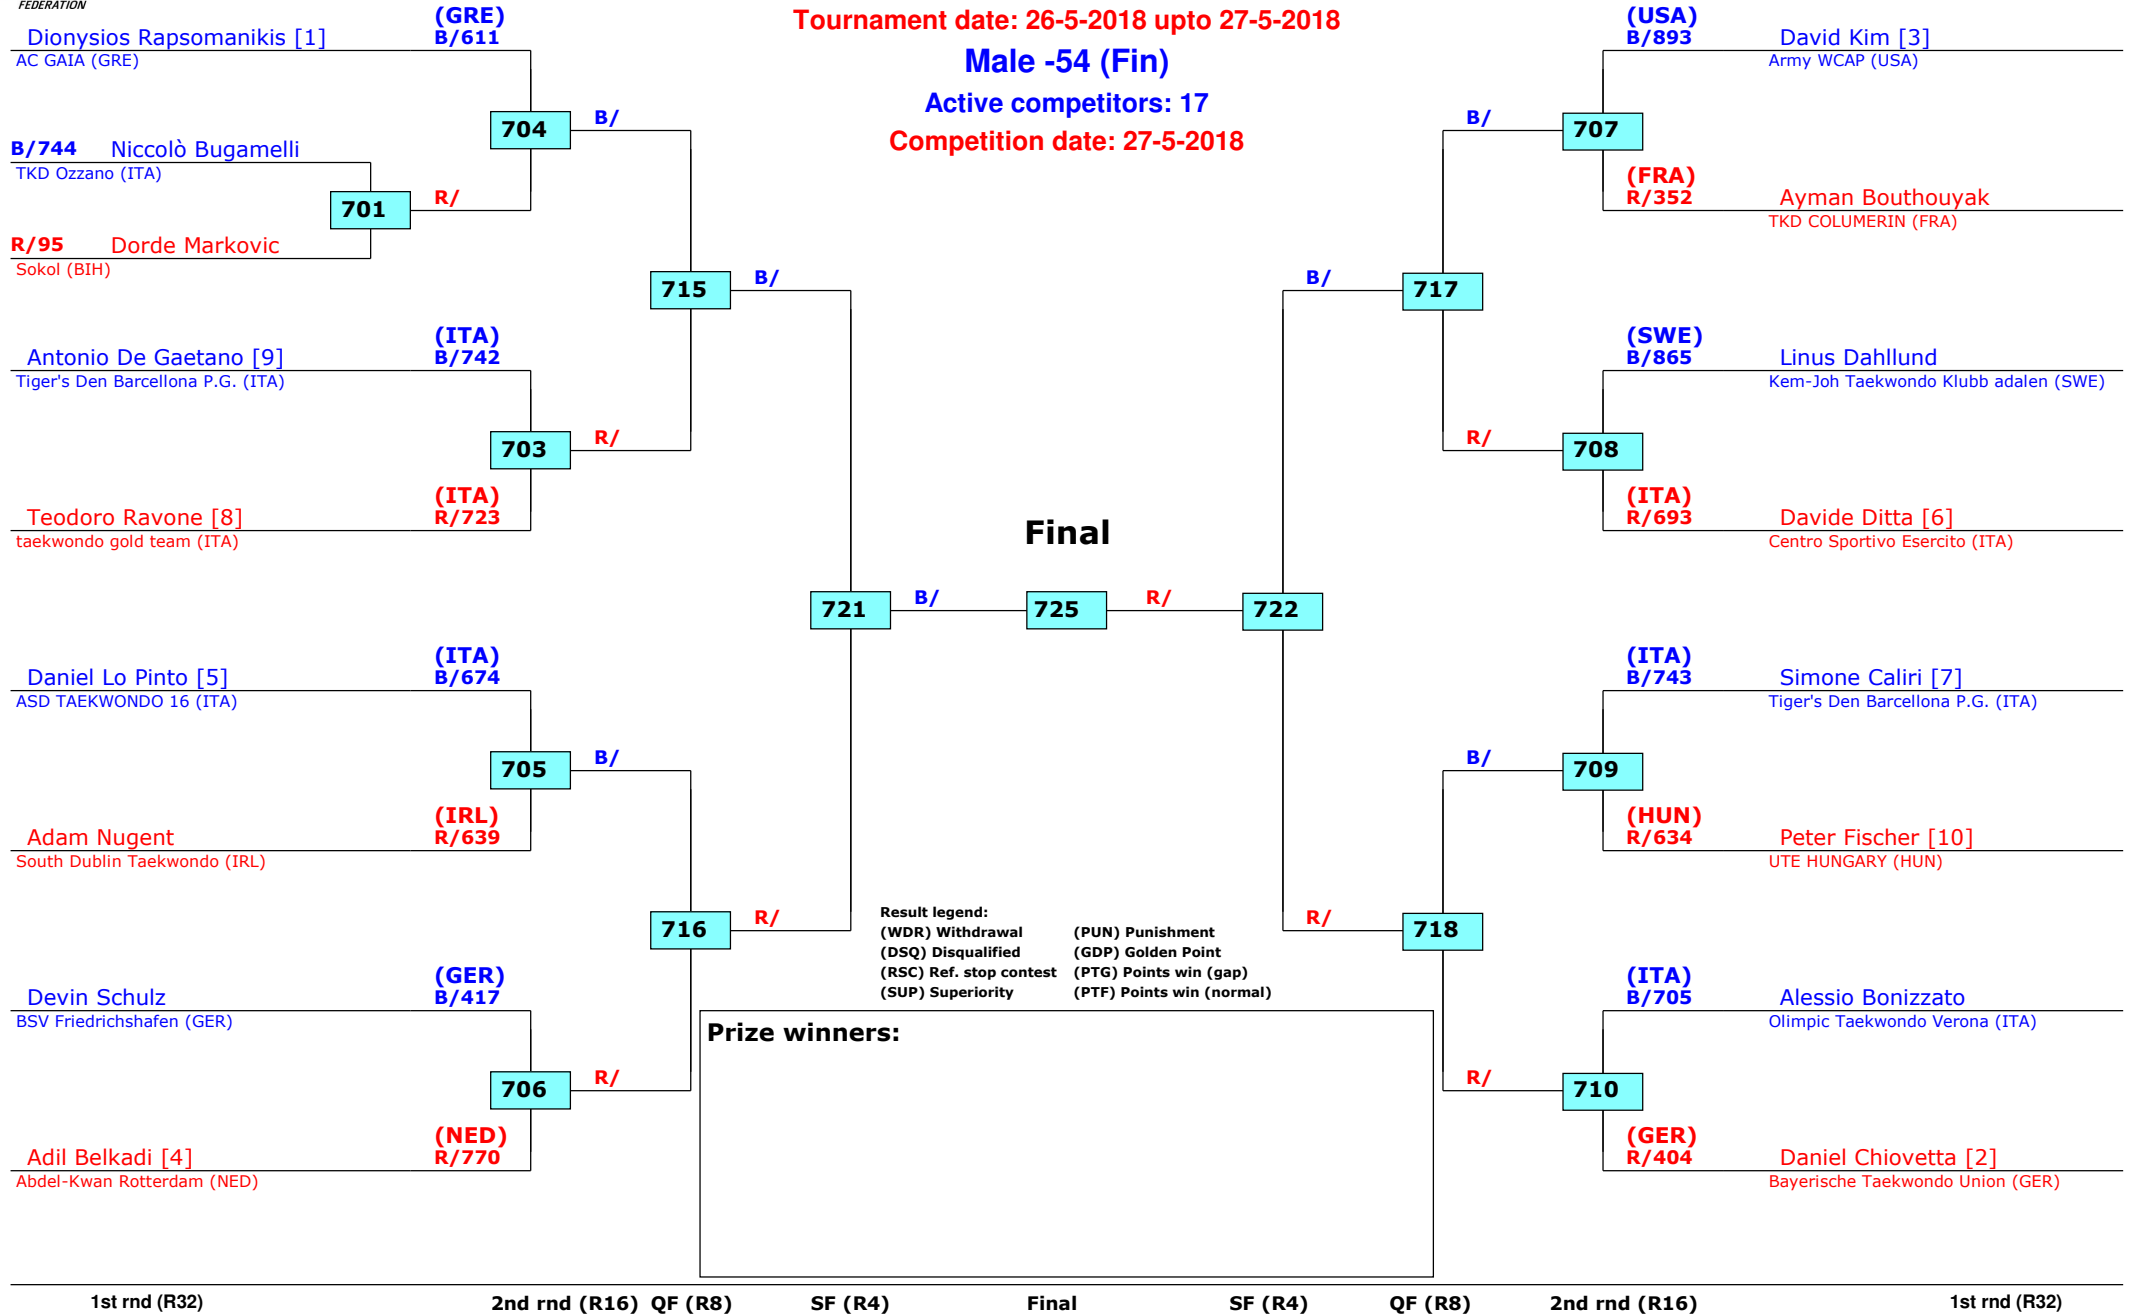 FEDERATION
Tournament date: 26-5-2018 upto 27-5-2018
Male -54 (Fin)
Active competitors: 17
Competition date: 27-5-2018
(GRE)
Dionysios Rapsomanikis [1] B/611
AC GAIA (GRE)
704
B/
B/744 Niccolò Bugamelli
TKD Ozzano (ITA)
701
R/
R/95 Dorde Markovic
Sokol (BIH)
715
B/
(ITA)
Antonio De Gaetano [9] B/742
Tiger's Den Barcellona P.G. (ITA)
703
R/
(ITA)
Teodoro Ravone [8] R/723
taekwondo gold team (ITA)
721
B/
(ITA)
Daniel Lo Pinto [5] B/674
ASD TAEKWONDO 16 (ITA)
705
B/
(IRL)
Adam Nugent R/639
South Dublin Taekwondo (IRL)
716
R/
(GER)
Devin Schulz B/417
BSV Friedrichshafen (GER)
706
R/
(NED)
Adil Belkadi [4] R/770
Abdel-Kwan Rotterdam (NED)
Final
725
R/
722
(USA)
B/893 David Kim [3]
Army WCAP (USA)
B/
707
(FRA)
R/352 Ayman Bouthouyak
TKD COLUMERIN (FRA)
B/
717
(SWE)
B/865 Linus Dahllund
Kem-Joh Taekwondo Klubb adalen (SWE)
R/
708
(ITA)
R/693 Davide Ditta [6]
Centro Sportivo Esercito (ITA)
(ITA)
B/743 Simone Caliri [7]
Tiger's Den Barcellona P.G. (ITA)
B/
709
(HUN)
R/634 Peter Fischer [10]
UTE HUNGARY (HUN)
R/
718
(ITA)
B/705 Alessio Bonizzato
Olimpic Taekwondo Verona (ITA)
R/
710
(GER)
R/404 Daniel Chiovetta [2]
Bayerische Taekwondo Union (GER)
Result legend:
(WDR) Withdrawal (PUN) Punishment
(DSQ) Disqualified (GDP) Golden Point
(RSC) Ref. stop contest (PTG) Points win (gap)
(SUP) Superiority (PTF) Points win (normal)
Prize winners:
1st rnd (R32) 2nd rnd (R16) QF (R8) SF (R4) Final SF (R4) QF (R8) 2nd rnd (R16) 1st rnd (R32)